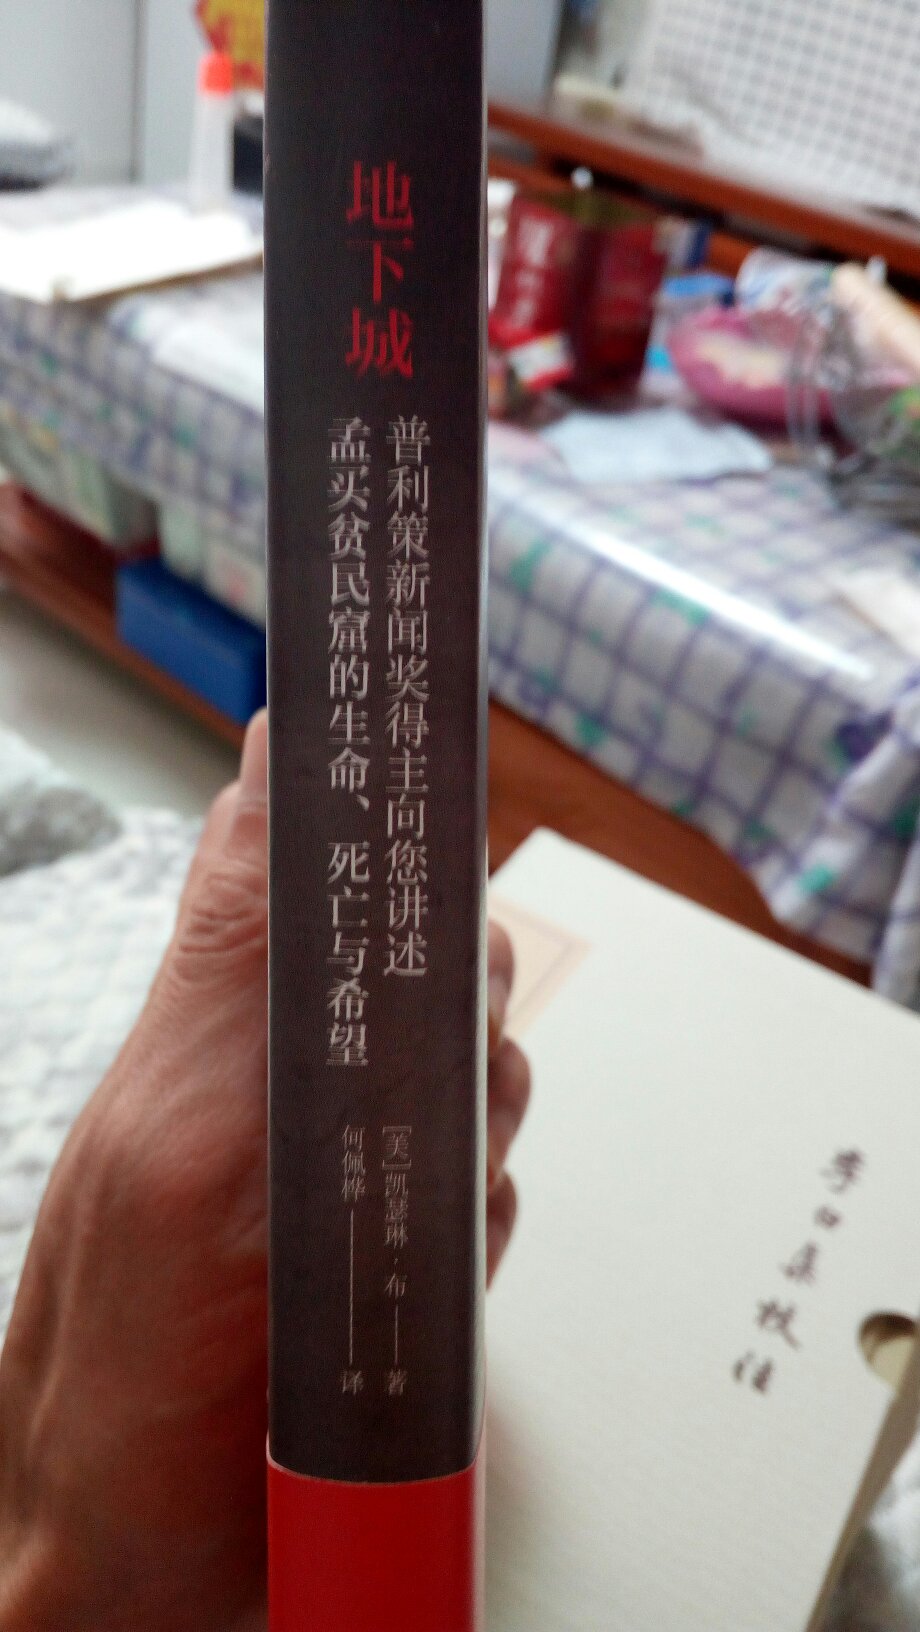 地下城
普利策新闻奖得主向您讲述
孟买贫民窟的生命、死亡与希望
[美]凯瑟琳·布——著
何佩桦——译
集校注